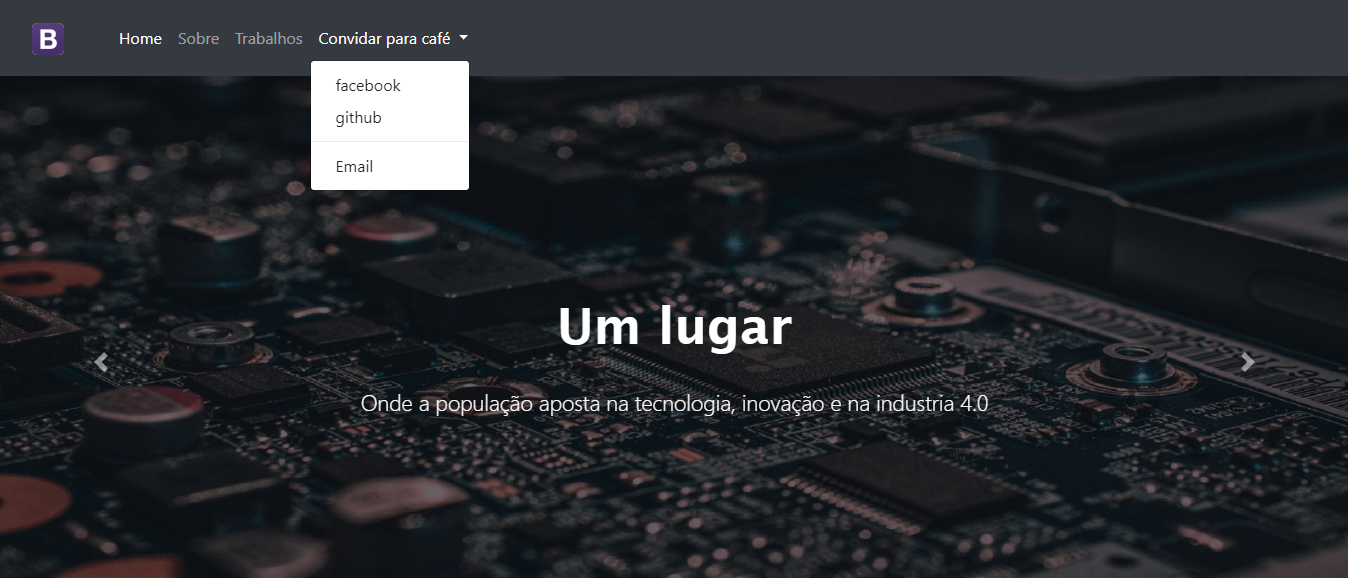 B
Home Sobre Trabalhos Convidar para café
facebook
github
Email
Um lugar
Onde a população aposta na tecnologia, inovação e na industria 4.0